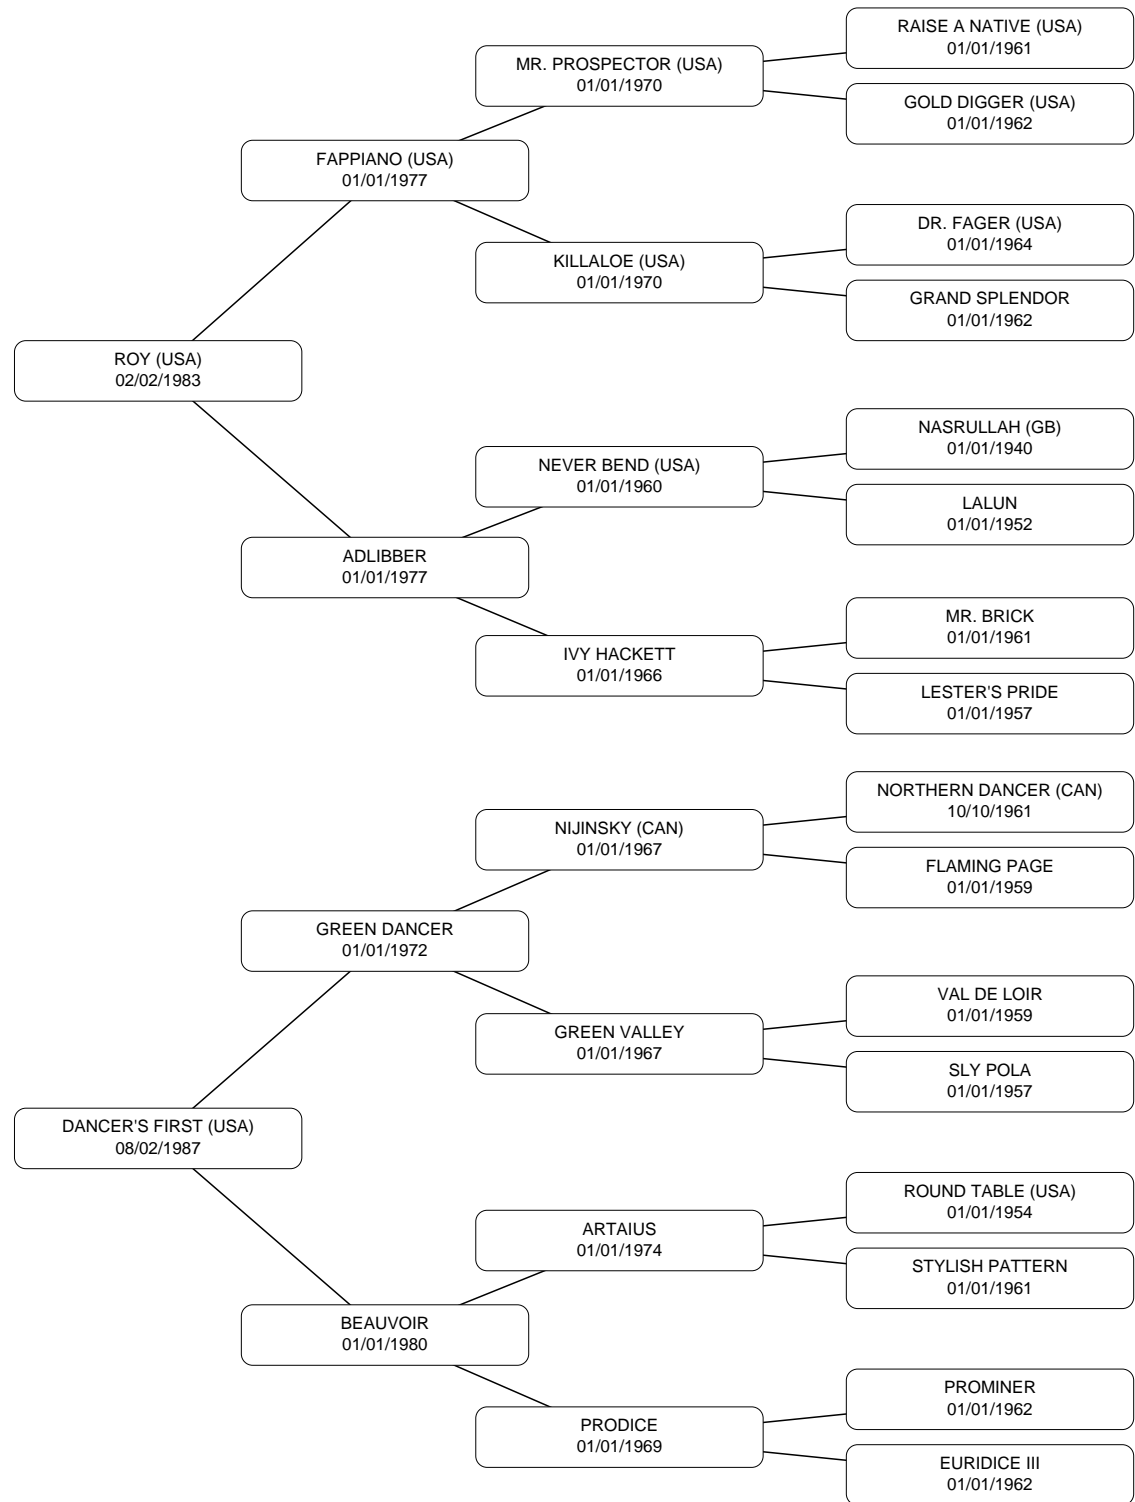 RAISE A NATIVE (USA)
01/01/1961
MR. PROSPECTOR (USA)
01/01/1970
GOLD DIGGER (USA)
01/01/1962
FAPPIANO (USA)
01/01/1977
DR. FAGER (USA)
01/01/1964
KILLALOE (USA)
01/01/1970
GRAND SPLENDOR
01/01/1962
ROY (USA)
02/02/1983
NASRULLAH (GB)
01/01/1940
NEVER BEND (USA)
01/01/1960
LALUN
01/01/1952
ADLIBBER
01/01/1977
MR. BRICK
01/01/1961
IVY HACKETT
01/01/1966
LESTER'S PRIDE
01/01/1957
NORTHERN DANCER (CAN)
10/10/1961
NIJINSKY (CAN)
01/01/1967
FLAMING PAGE
01/01/1959
GREEN DANCER
01/01/1972
VAL DE LOIR
01/01/1959
GREEN VALLEY
01/01/1967
SLY POLA
01/01/1957
DANCER'S FIRST (USA)
08/02/1987
ROUND TABLE (USA)
01/01/1954
ARTAIUS
01/01/1974
STYLISH PATTERN
01/01/1961
BEAUVOIR
01/01/1980
PROMINER
01/01/1962
PRODICE
01/01/1969
EURIDICE III
01/01/1962